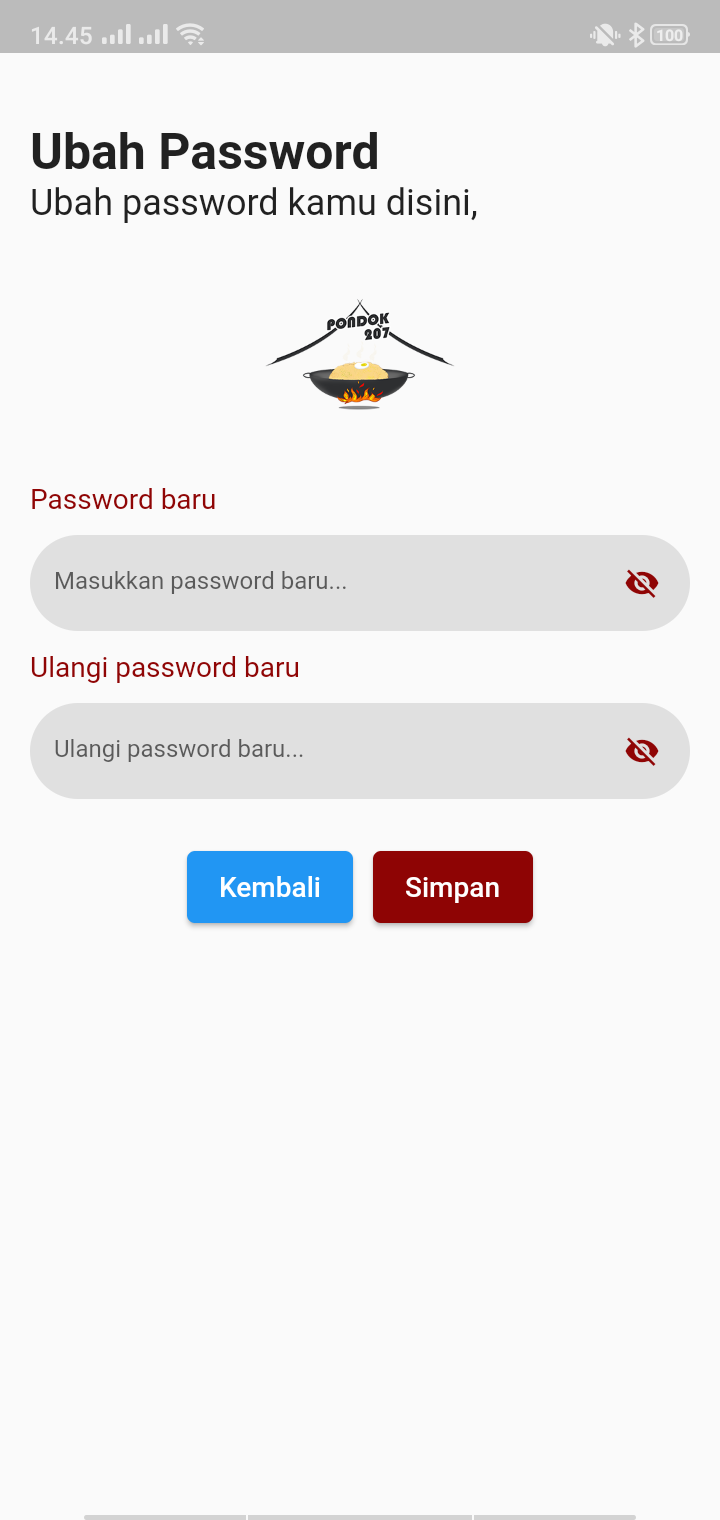 14.45
100
Ubah Password
Ubah password kamu disini,
PONDOK
207
Password baru
Masukkan password baru...
Ulangi password baru
Ulangi password baru...
Kembali
Simpan